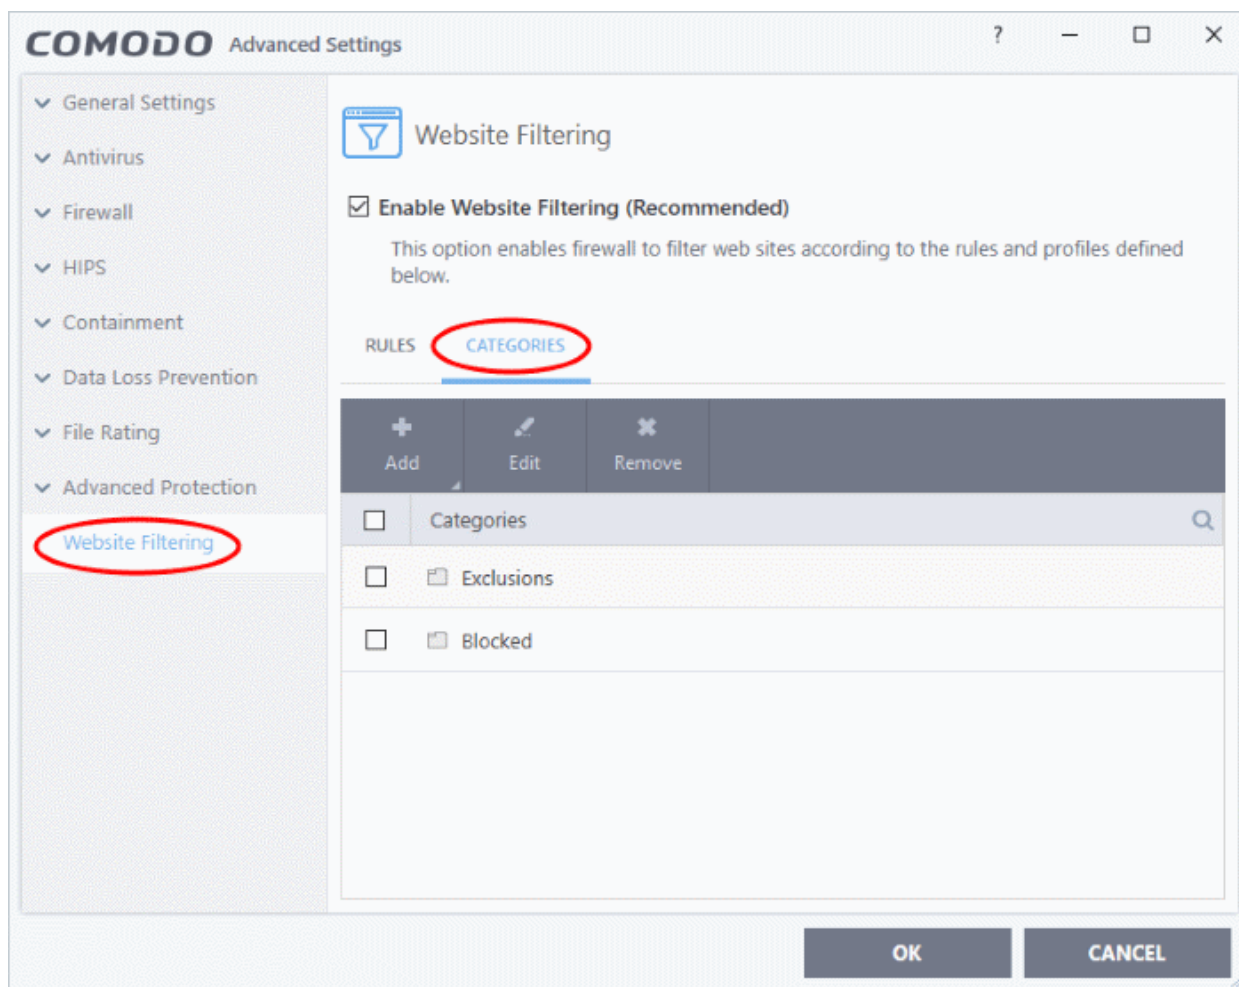 COMODO Advanced Settings ?
General Settings
Antivirus
Firewall
HIPS
Containment
Data Loss Prevention
File Rating
Advanced Protection
Website Filtering
Website Filtering
Enable Website Filtering (Recommended)
This option enables firewall to filter web sites according to the rules and profiles defined
below.
RULES CATEGORIES
Add Edit Remove
Categories
Exclusions
Blocked
OK CANCEL